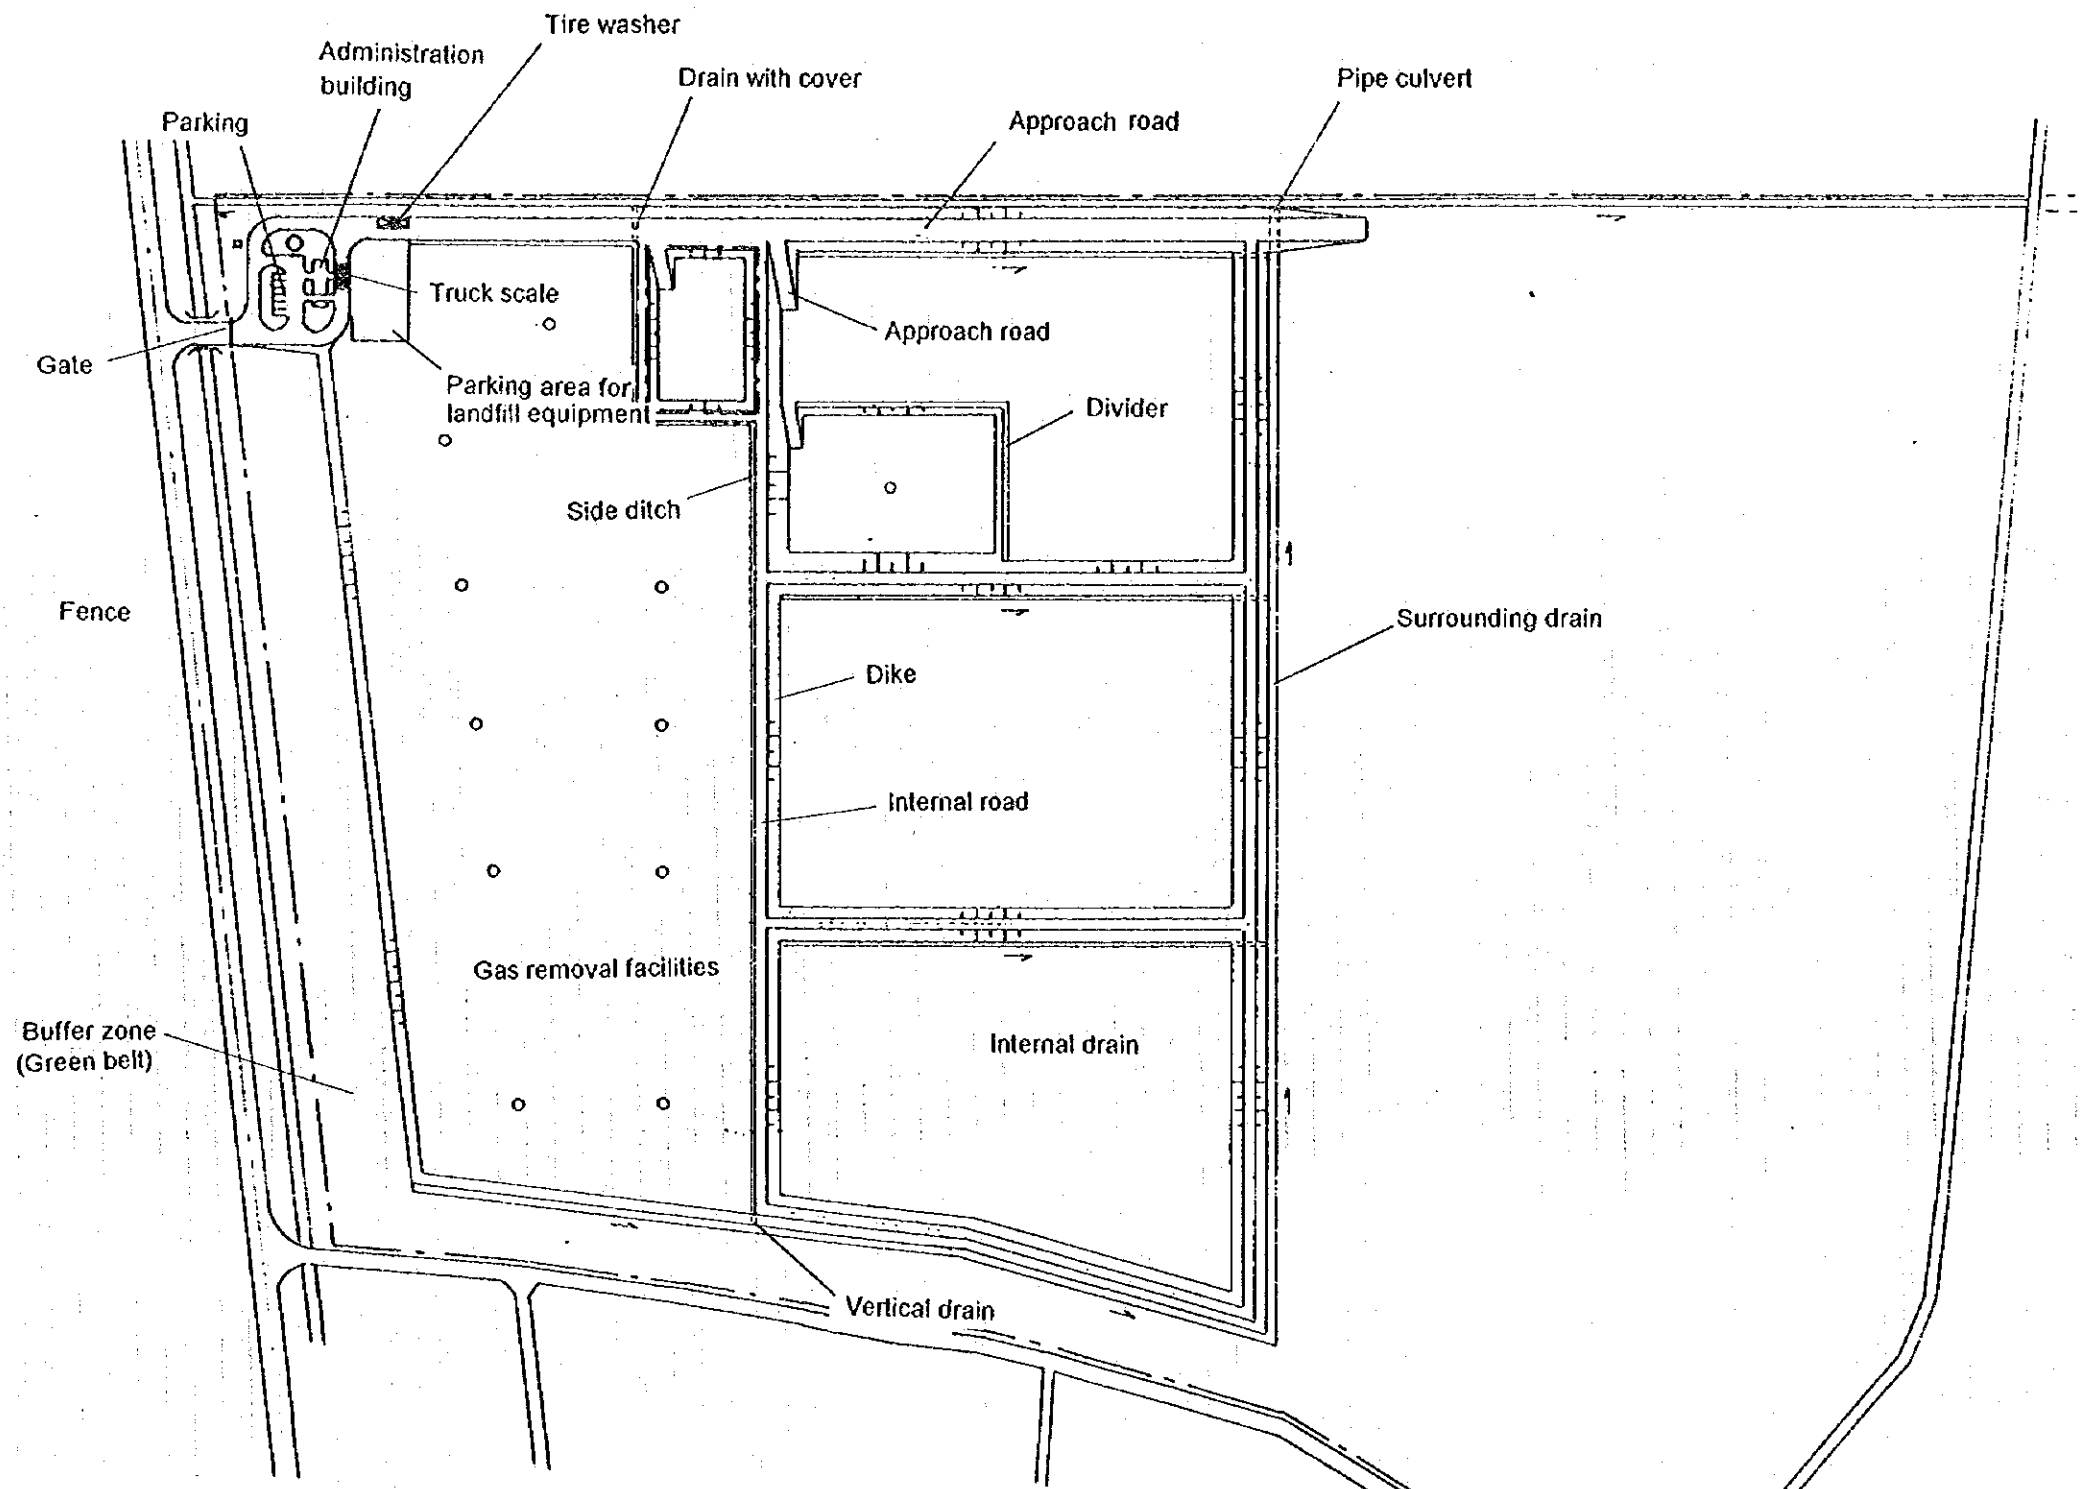 Tire washer
Administration
building
Drain with cover
Pipe culvert
Parking
Approach road
Truck scale
Approach road
Gate
Parking area for
landfill equipment
Divider
Side ditch
Fence
Surrounding drain
Dike
Internal road
Gas removal facilities
Buffer zone
(Green belt)
Internal drain
Vertical drain